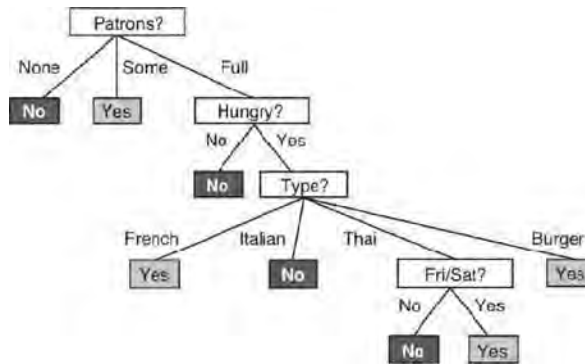 Patrons?
None Some Full
No Yes Hungry?
No Yes
No Type?
French Italian Thai Burger
Yes No Fri/Sat? Yes
No Yes
No Yes